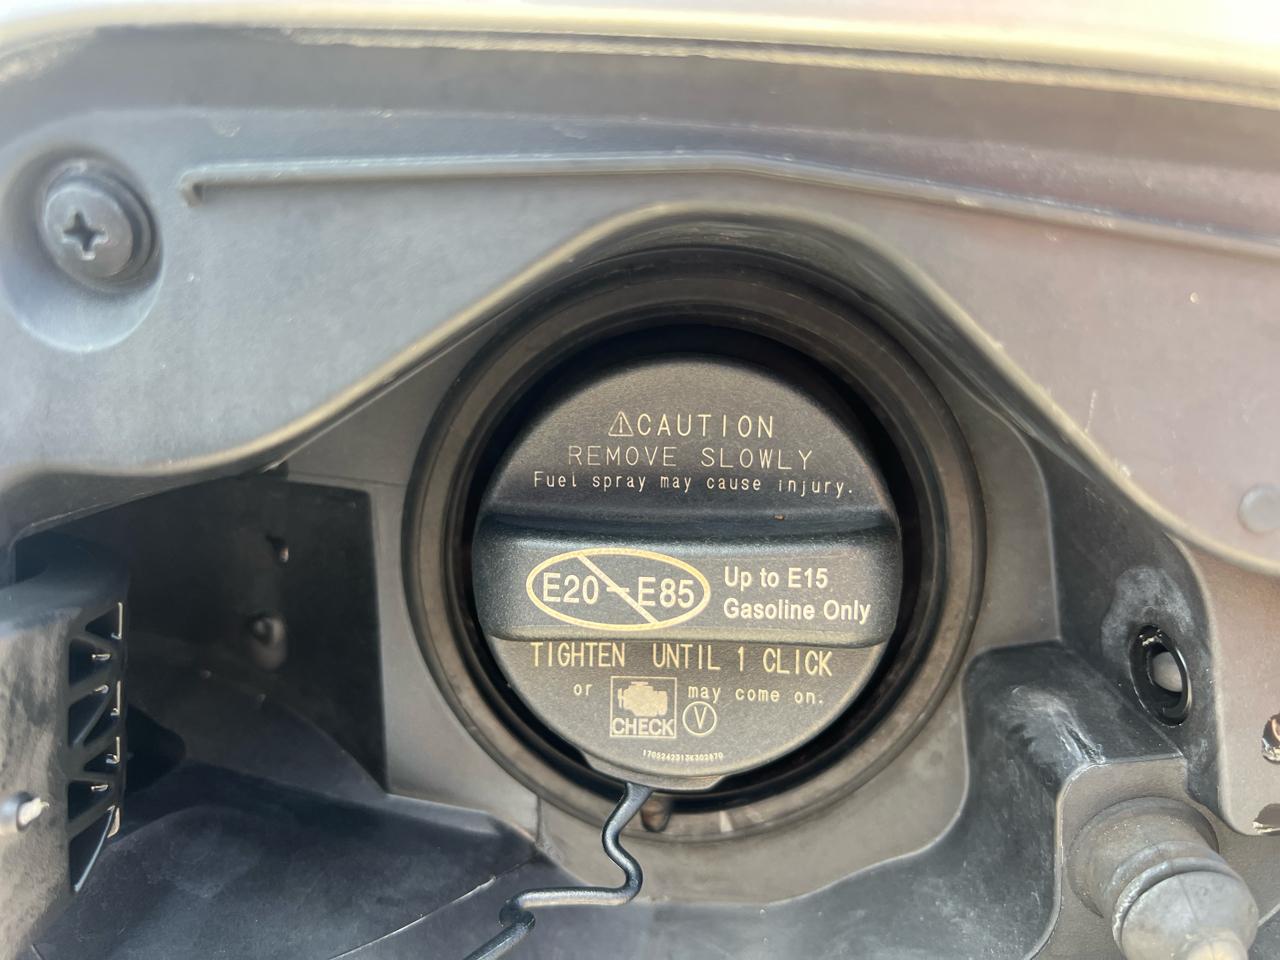 ⚠CAUTION
REMOVE SLOWLY
Fuel spray may cause injury.
E20-E85 Up to E15
Gasoline Only
TIGHTEN UNTIL 1 CLICK
or CHECK may come on.
V